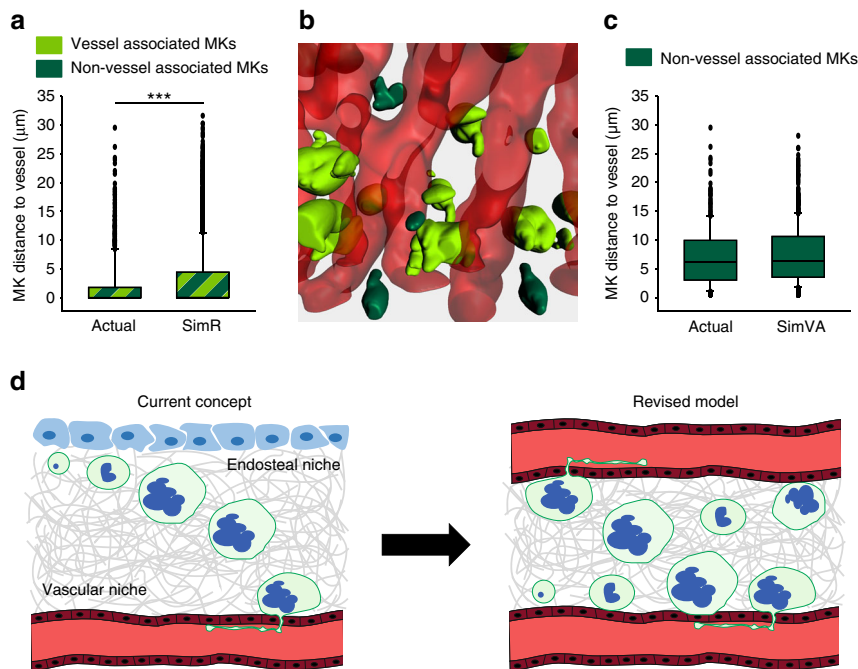 a
Vessel associated MKs
Non-vessel associated MKs
MK distance to vessel (µm)
35
30
25
20
15
10
5
0
***
Actual
SimR
b
c
Non-vessel associated MKs
MK distance to vessel (µm)
35
30
25
20
15
10
5
0
Actual
SimVA
d
Current concept
Endosteal niche
Vascular niche
Revised model